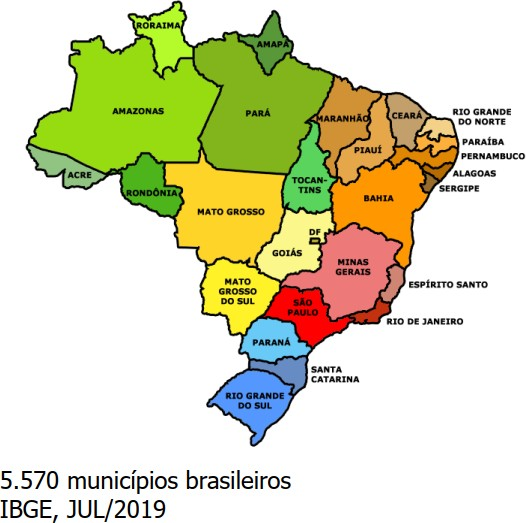 RORAIMA
AMAPÁ
AMAZONAS
PARÁ
MARANHÃO
CEARÁ
RIO GRANDE
DO NORTE
PARAÍBA
PIAUÍ
PERNAMBUCO
ACRE
ALAGOAS
TOCAN-
TINS
SERGIPE
RONDÔNIA
BAHIA
MATO GROSSO
DF
GOIÁS
MINAS
GERAIS
MATO
GROSSO
DO SUL
ESPÍRITO SANTO
SÃO
PAULO
RIO DE JANEIRO
PARANÁ
SANTA
CATARINA
RIO GRANDE
DO SUL
5.570 municípios brasileiros
IBGE, JUL/2019